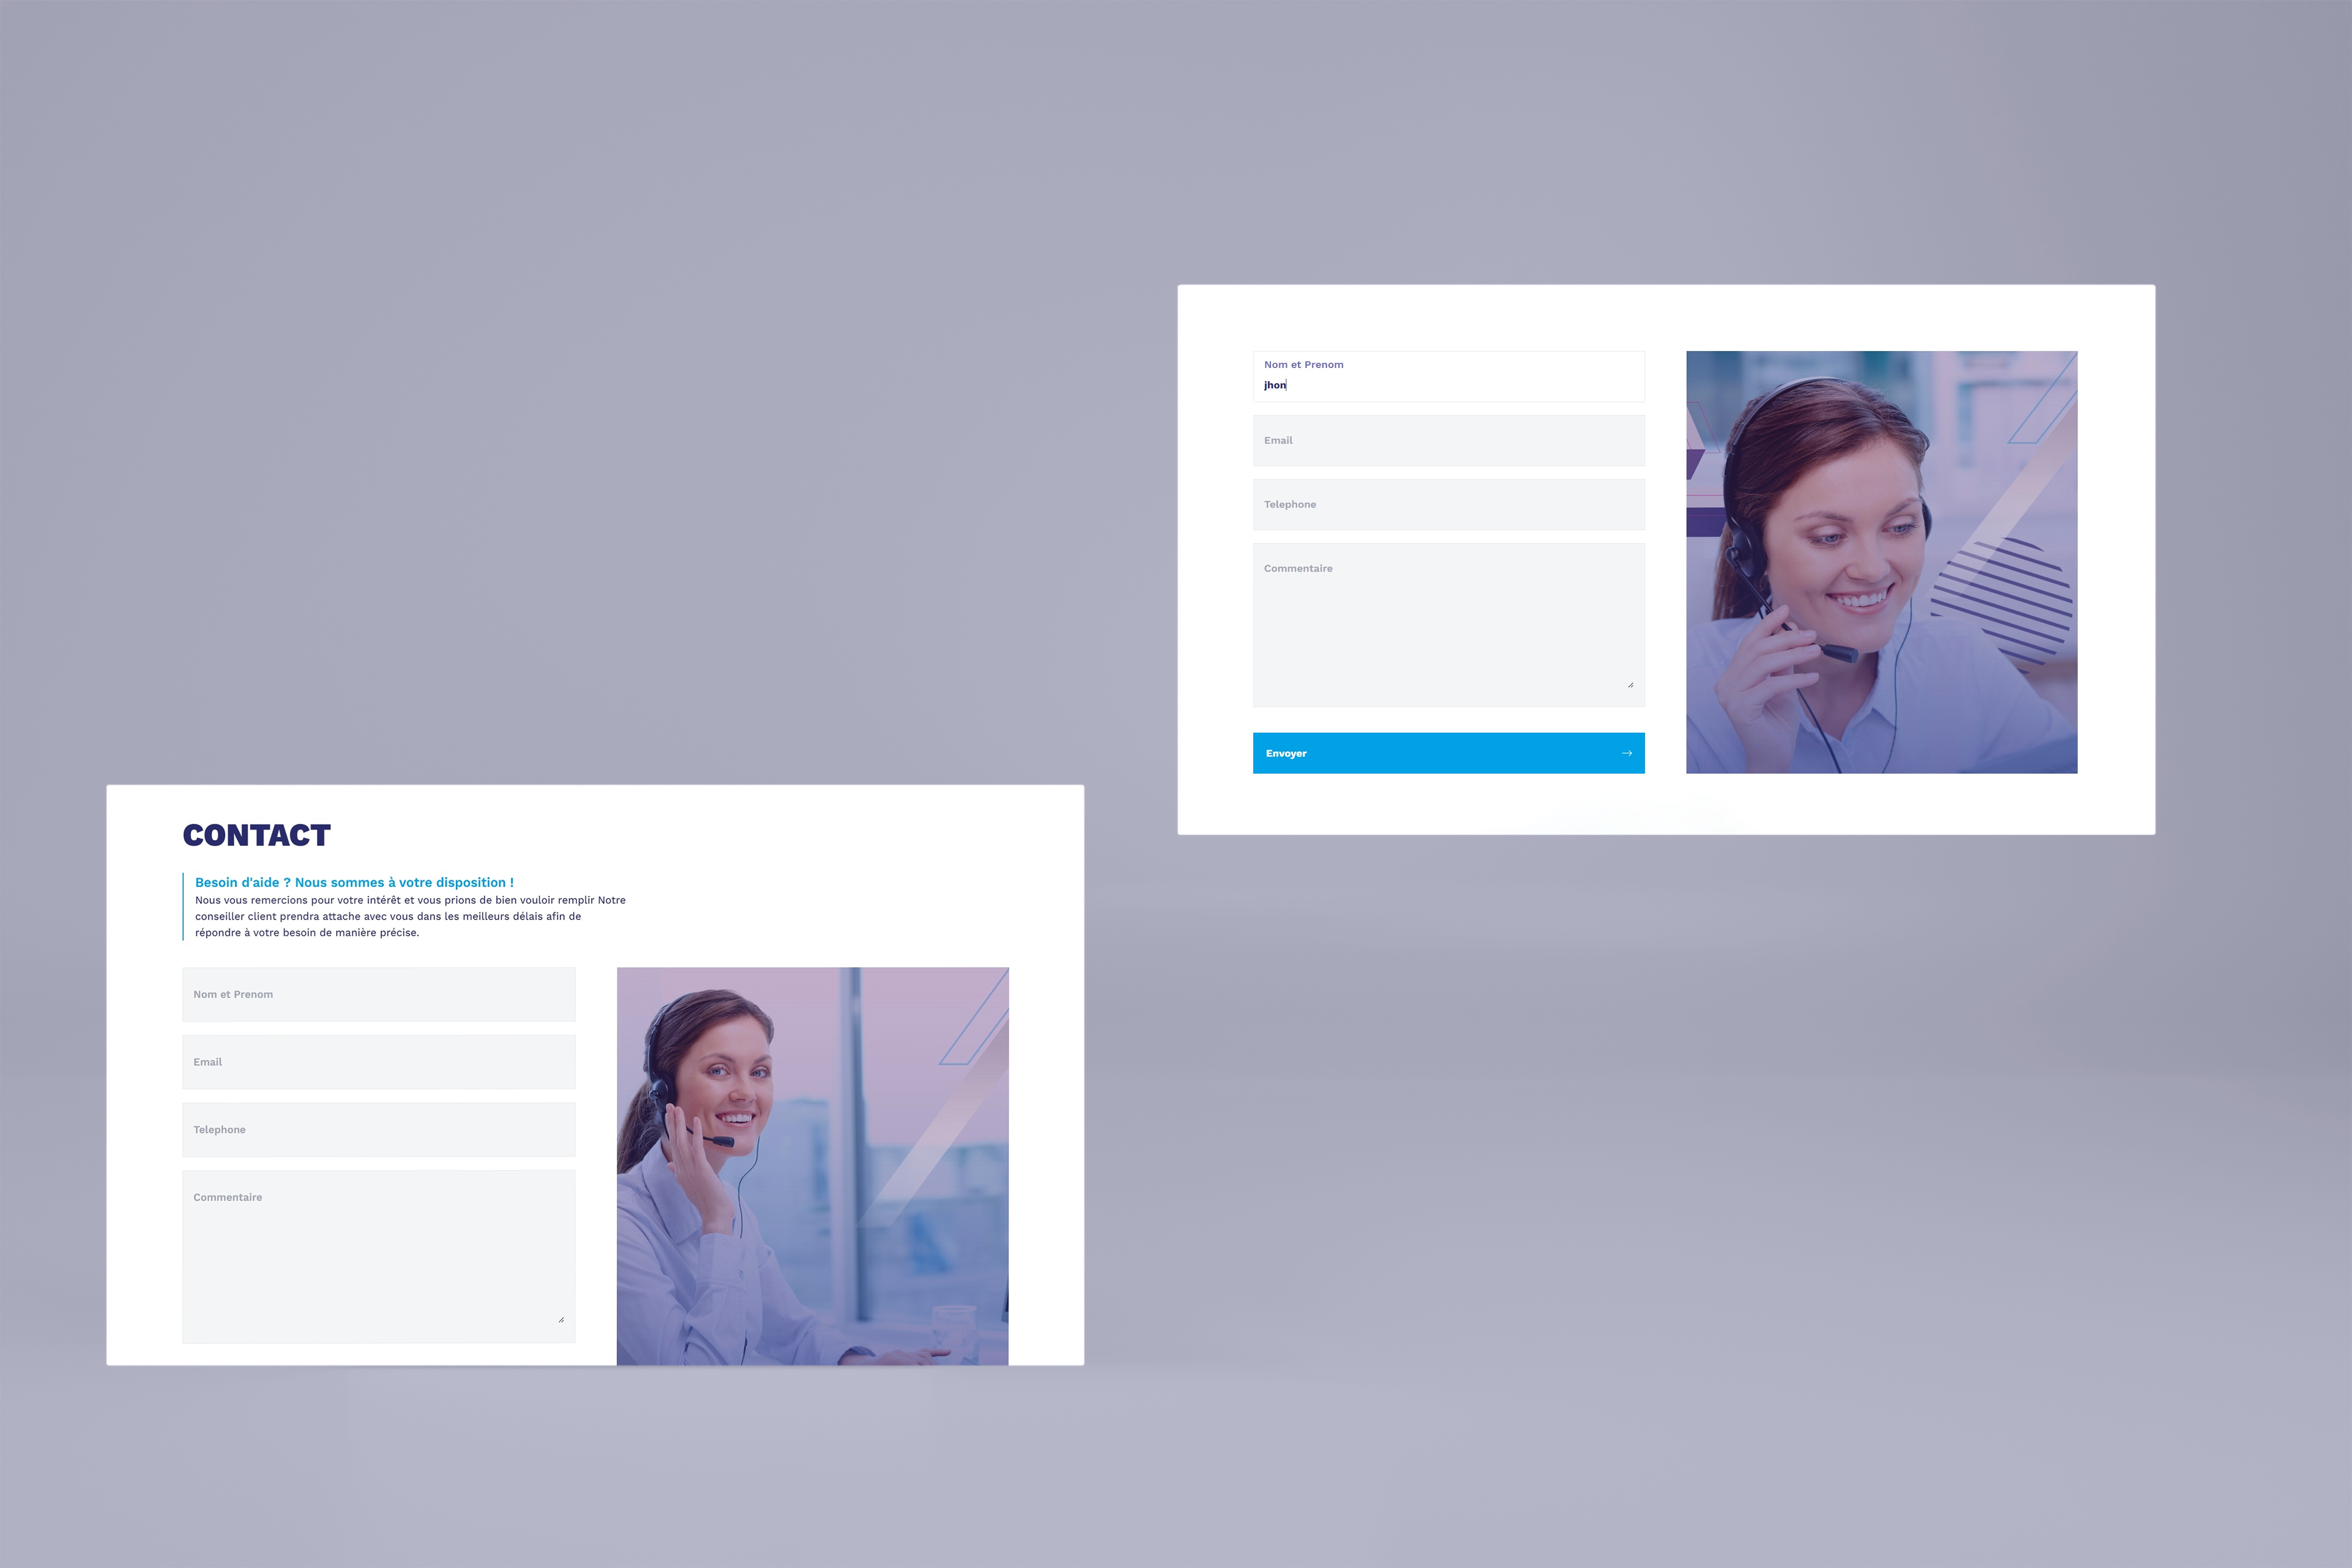 Nom et Prenom
jhon
Email
Telephone
Commentaire
Envoyer →
CONTACT
Besoin d'aide ? Nous sommes à votre disposition !
Nous vous remercions pour votre intérêt et vous prions de bien vouloir remplir Notre
conseiller client prendra attache avec vous dans les meilleurs délais afin de
répondre à votre besoin de manière précise.
Nom et Prenom
Email
Telephone
Commentaire